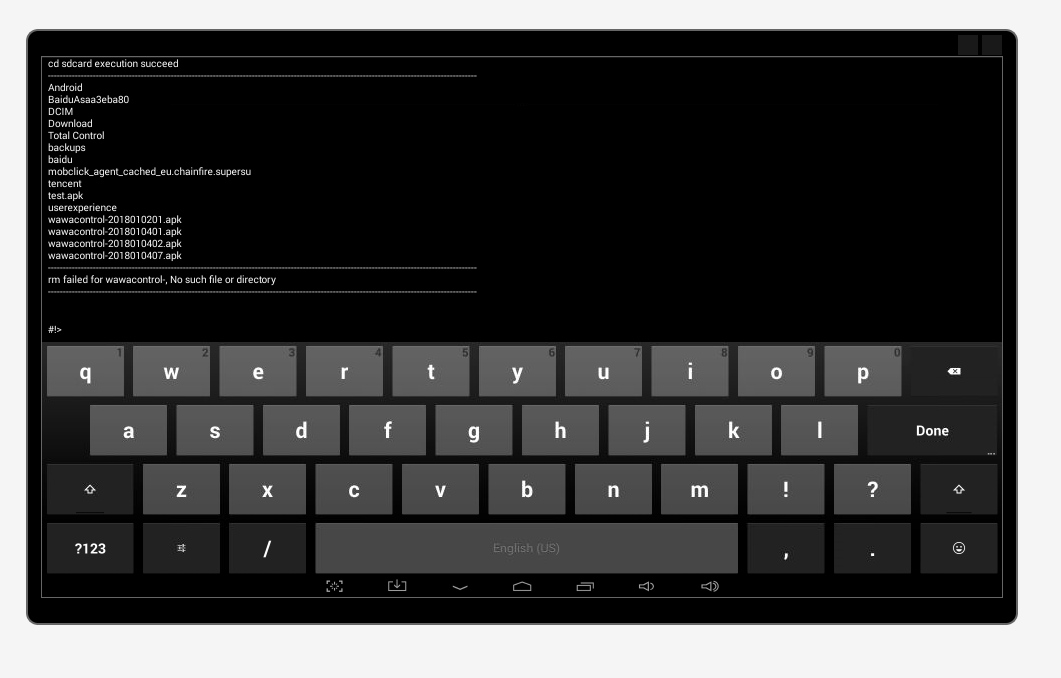 cd sdcard execution succeed
Android
BaiduAsaa3eba80
DCIM
Download
Total Control
backups
baidu
mobclick_agent_cached_eu.chainfire.supersu
tencent
test.apk
userexperience
wawacontrol-2018010201.apk
wawacontrol-2018010401.apk
wawacontrol-2018010402.apk
wawacontrol-2018010407.apk
rm failed for wawacontrol-, No such file or directory
#!>
1 2 3 4 5 6 7 8 9 0
q w e r t y u i o p
a s d f g h j k l Done
...
z x c v b n m ! ?
?123 / English (US) , .